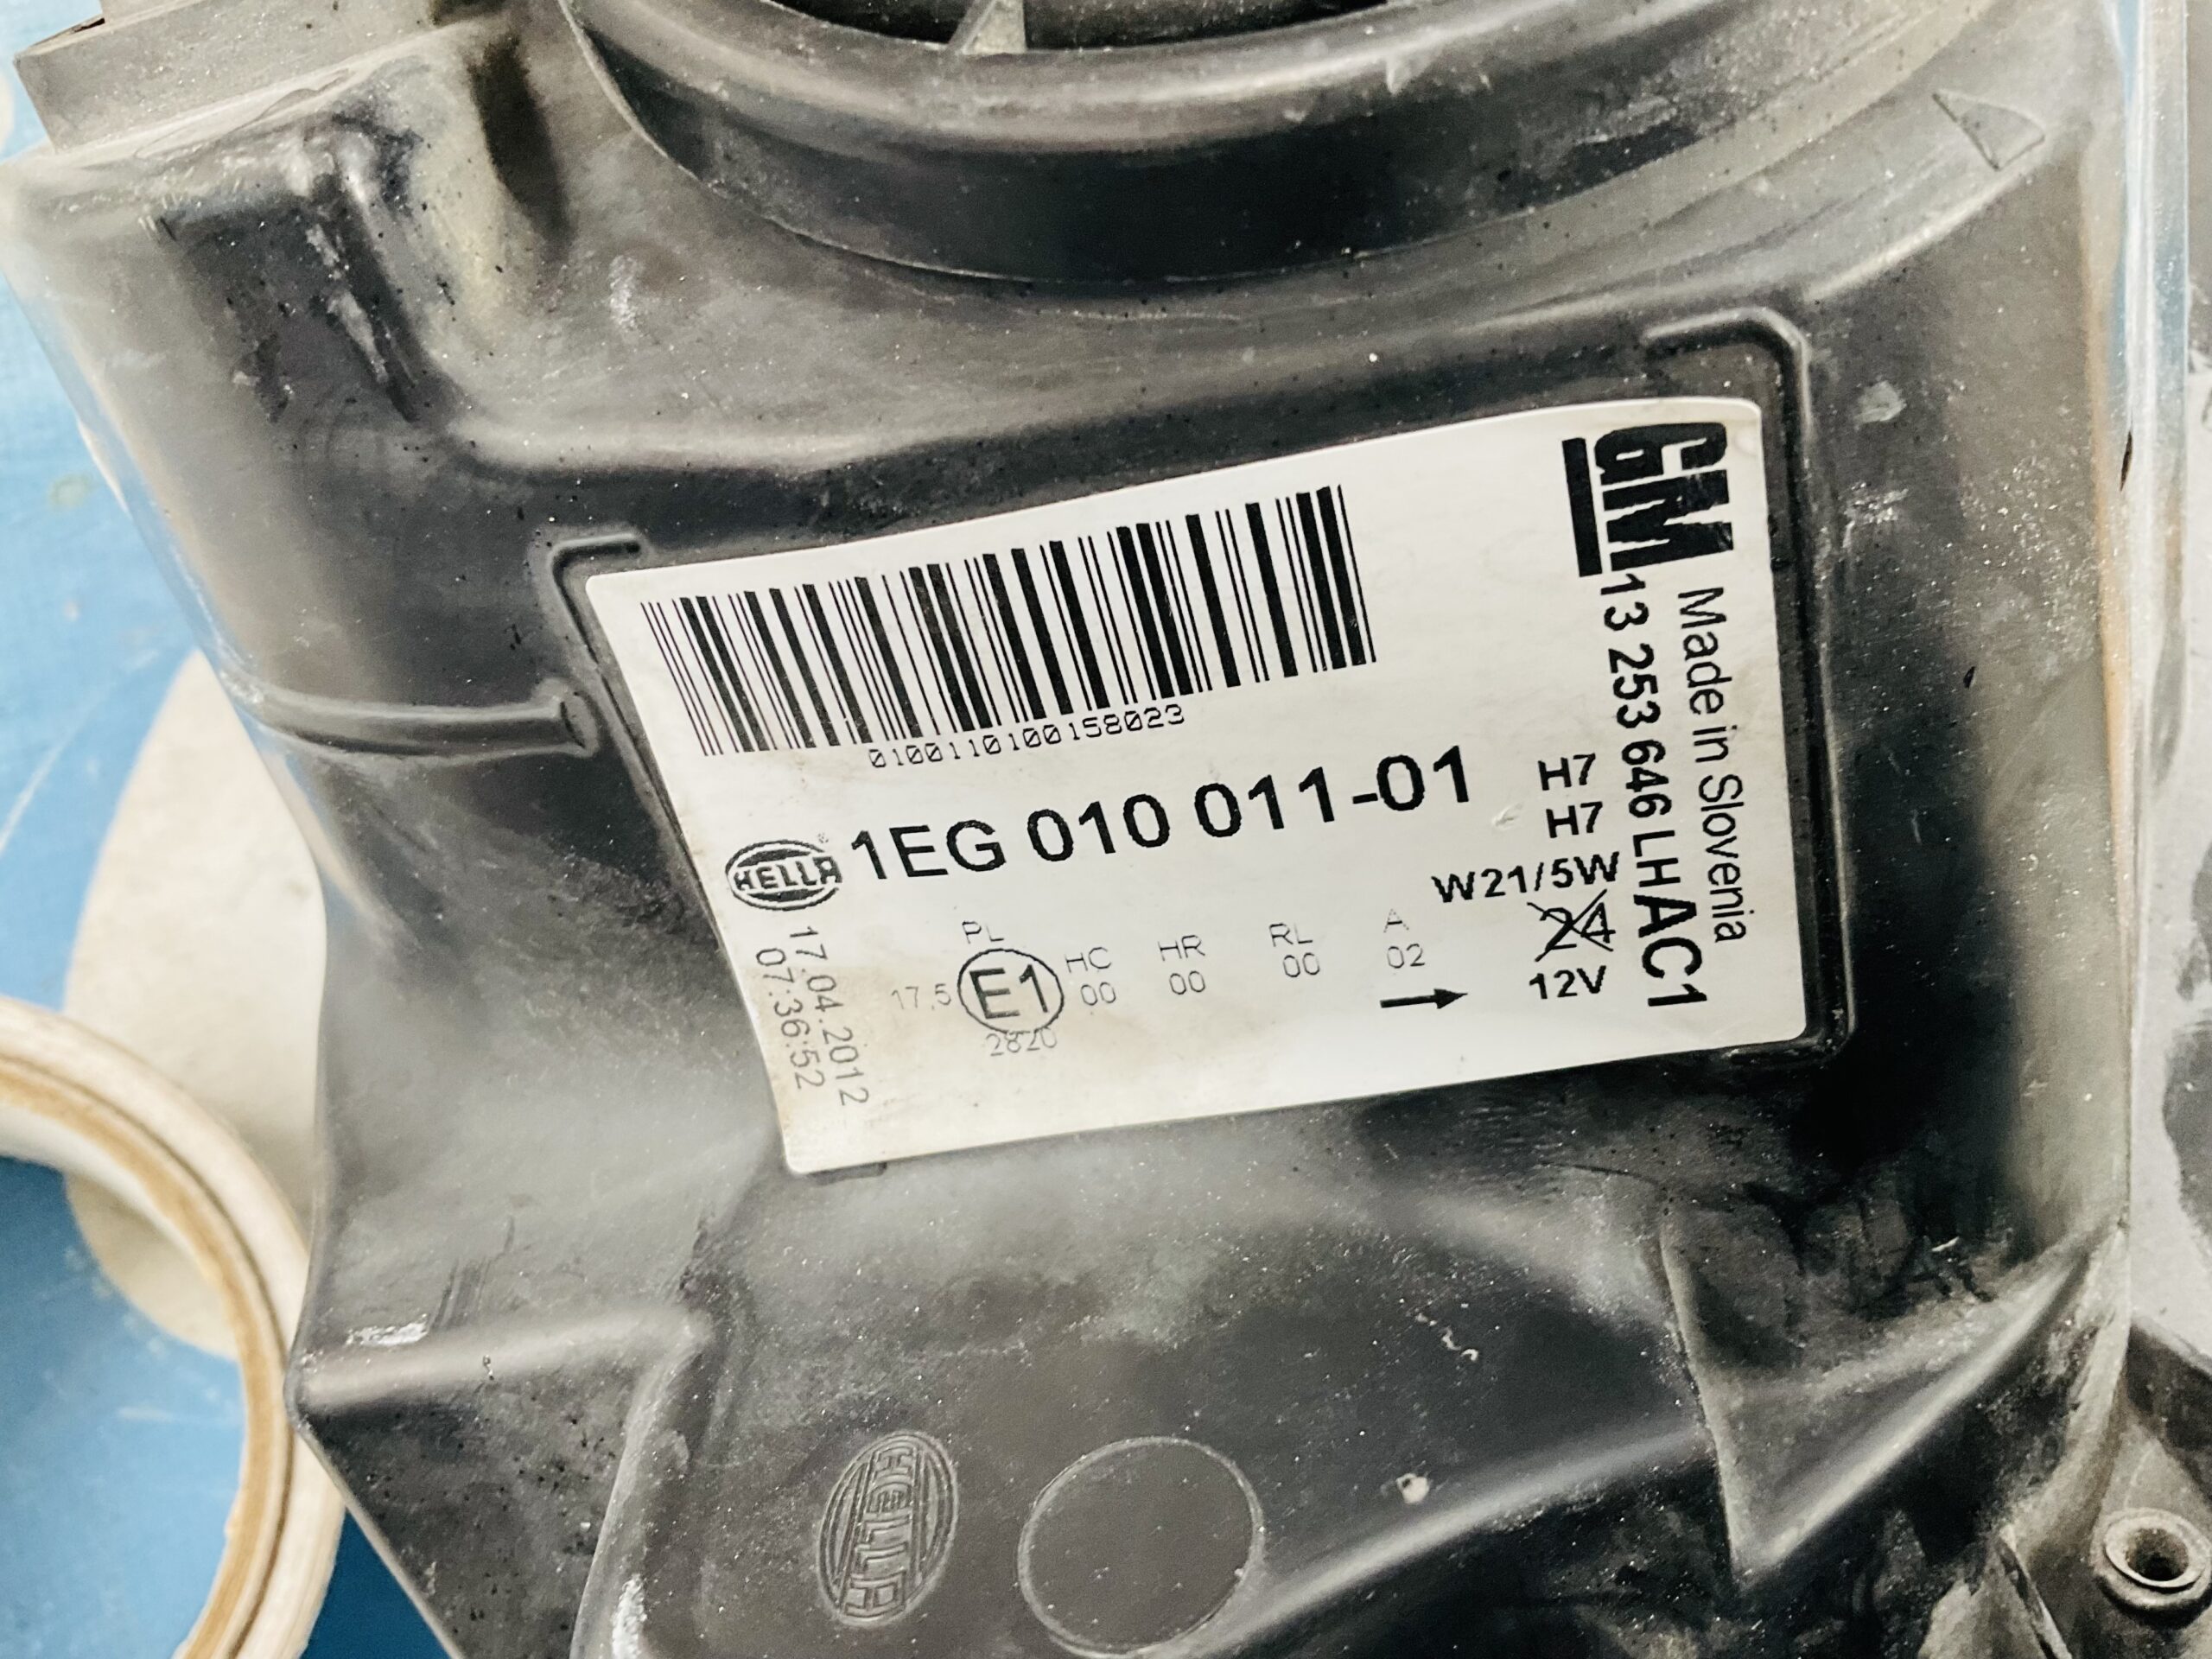 0100110100158023
HELLA 1EG 010 011-01
H7
H7
W21/5W
24
12V
PL
17.5 E1
2820
HC
00
HR
00
RL
00
A
02
17.04.2012
07:36:52
GM 13 253 646 LH AC1
Made in Slovenia
HELLA